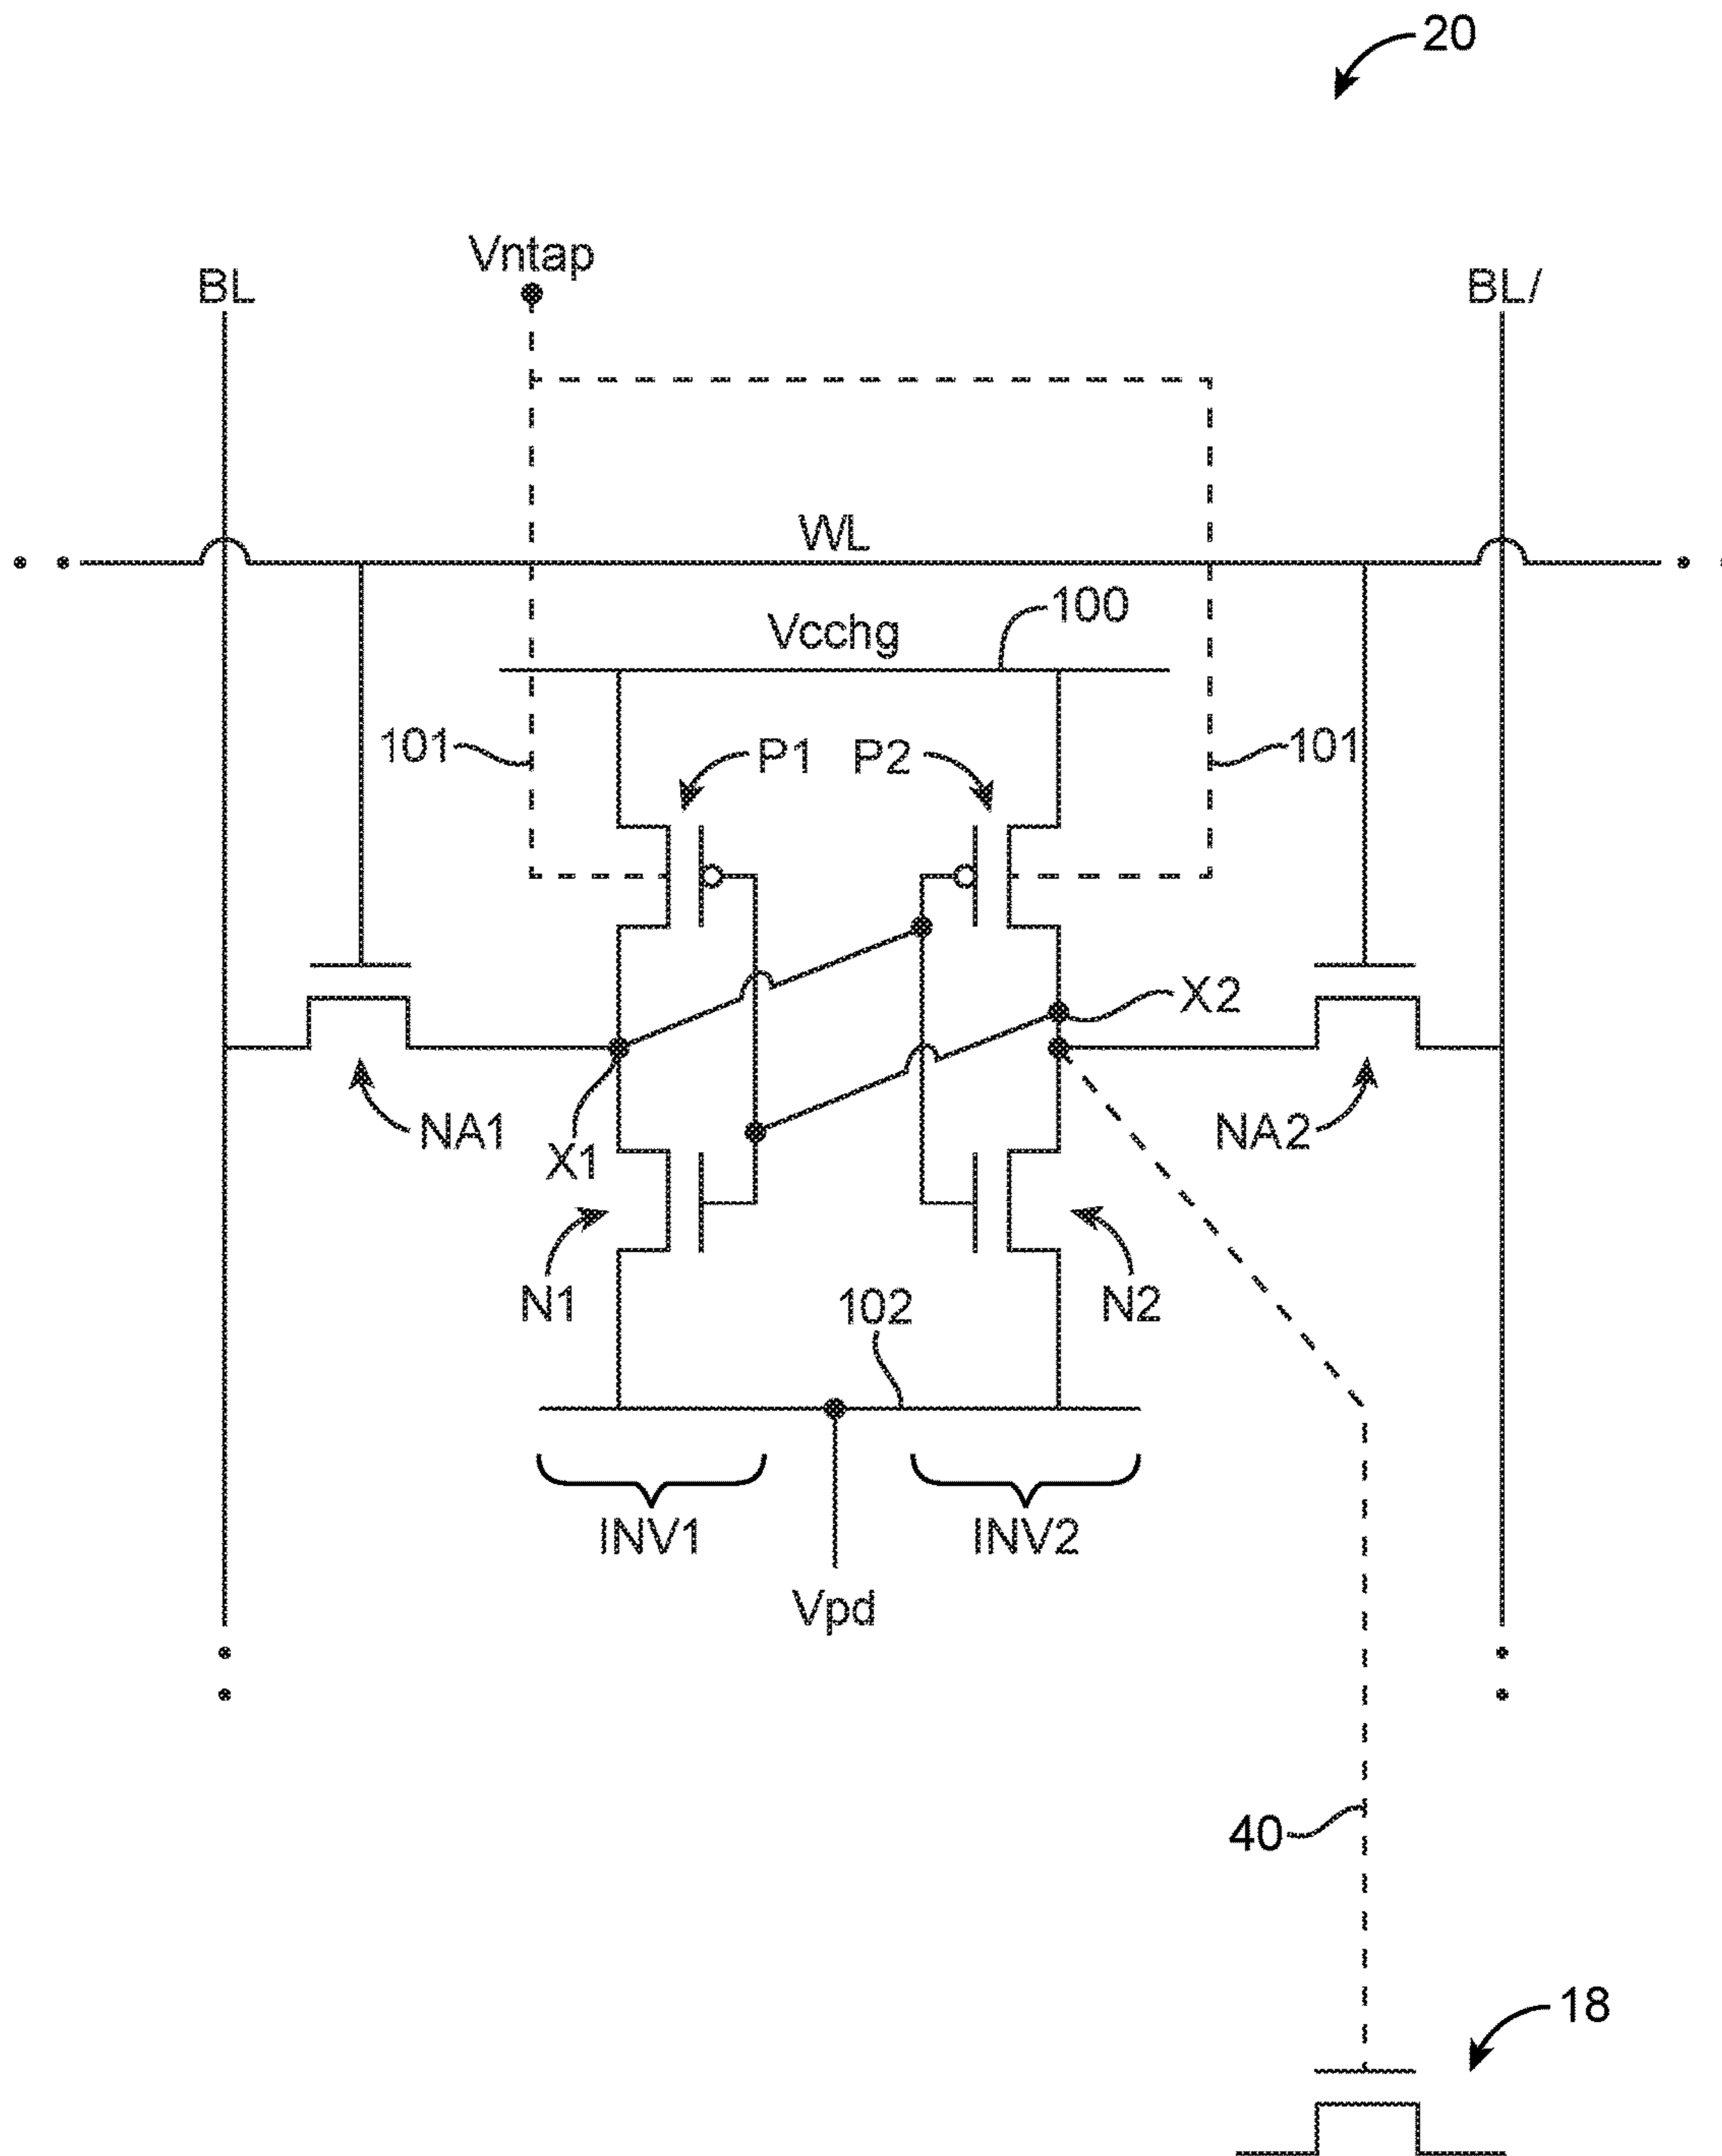 20
Vntap
BL
BL/
WL
100
Vcchg
101
P1
P2
101
X2
NA1
X1
NA2
N1
102
N2
INV1
INV2
Vpd
40
18